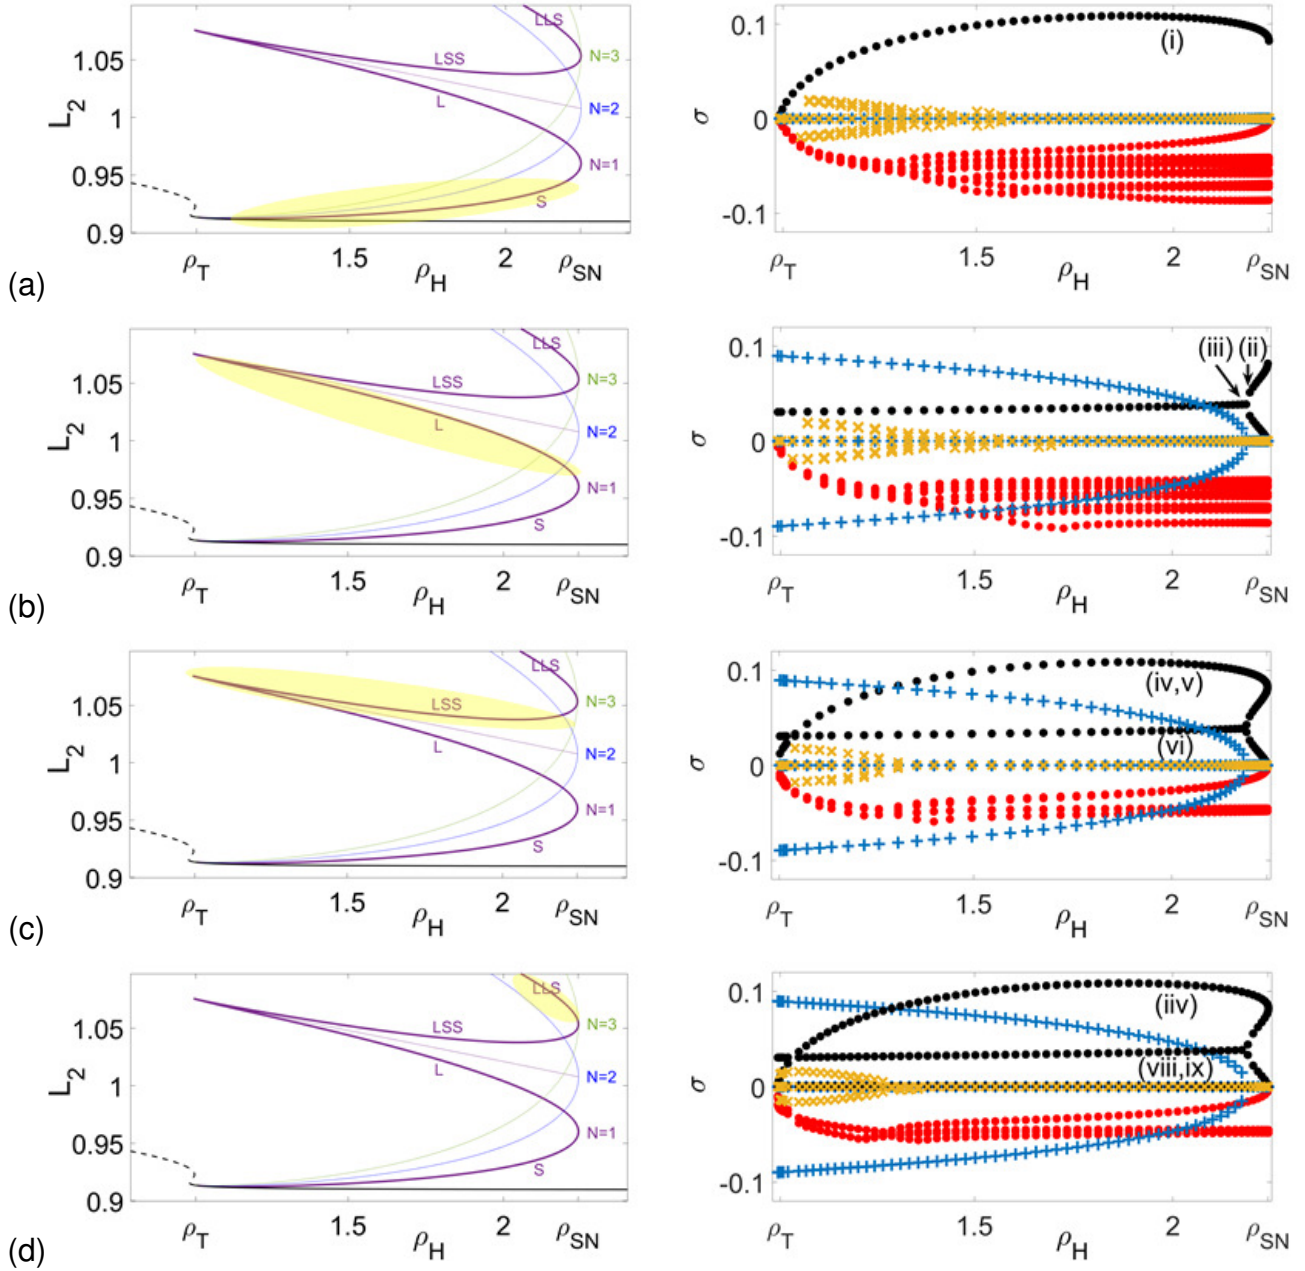 LLS
1.05
LSS
N=3
L₂
L
1
N=2
N=1
0.95
S
0.9
ρ_T
1.5
ρ_H
2
ρ_SN
0.1
(i)
σ
0
-0.1
ρ_T
1.5
ρ_H
2
ρ_SN
(a)
LLS
1.05
LSS
N=3
L₂
L
1
N=2
N=1
0.95
S
0.9
ρ_T
1.5
ρ_H
2
ρ_SN
0.1
(iii) (ii)
σ
0
-0.1
ρ_T
1.5
ρ_H
2
ρ_SN
(b)
LLS
1.05
LSS
N=3
L₂
L
1
N=2
N=1
0.95
S
0.9
ρ_T
1.5
ρ_H
2
ρ_SN
0.1
(iv,v)
(vi)
σ
0
-0.1
ρ_T
1.5
ρ_H
2
ρ_SN
(c)
LLS
1.05
LSS
N=3
L₂
L
1
N=2
N=1
0.95
S
0.9
ρ_T
1.5
ρ_H
2
ρ_SN
0.1
(iiv)
(viii,ix)
σ
0
-0.1
ρ_T
1.5
ρ_H
2
ρ_SN
(d)